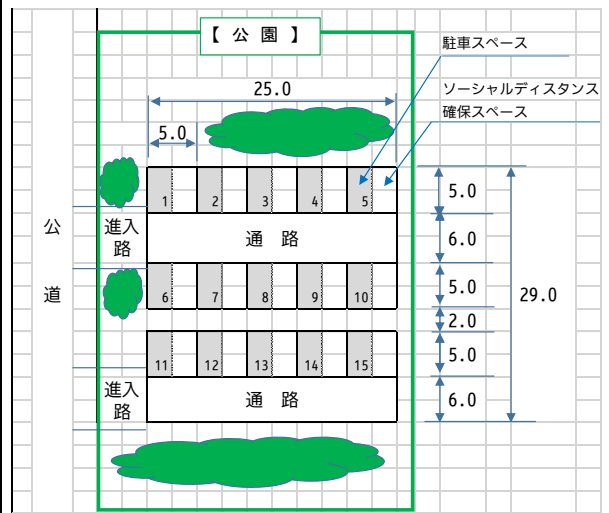 【 公 園 】
駐車スペース
25.0
ソーシャルディスタンス
確保スペース
5.0
1
2
3
4
5
5.0
公
道
進入
路
通 路
6.0
6
7
8
9
10
5.0
29.0
2.0
11
12
13
14
15
5.0
進入
路
通 路
6.0